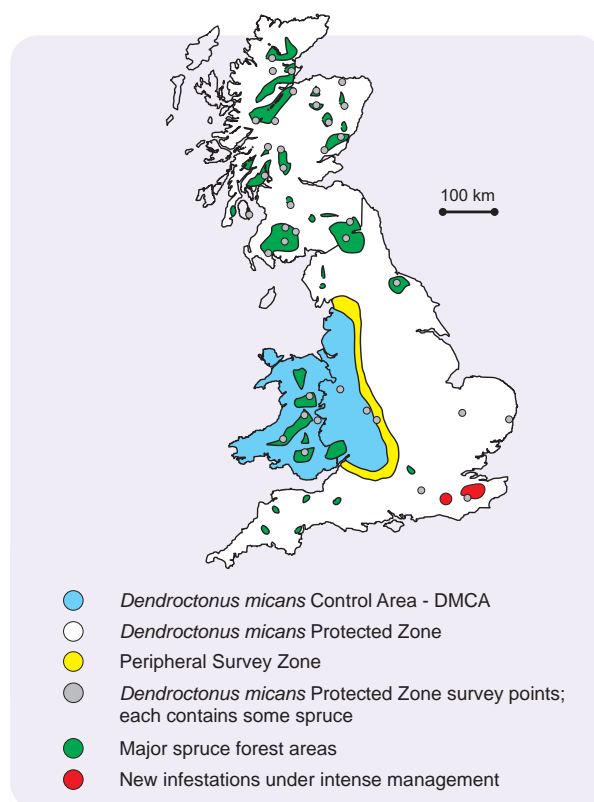 100 km
Dendroctonus micans Control Area - DMCA
Dendroctonus micans Protected Zone
Peripheral Survey Zone
Dendroctonus micans Protected Zone survey points;
each contains some spruce
Major spruce forest areas
New infestations under intense management